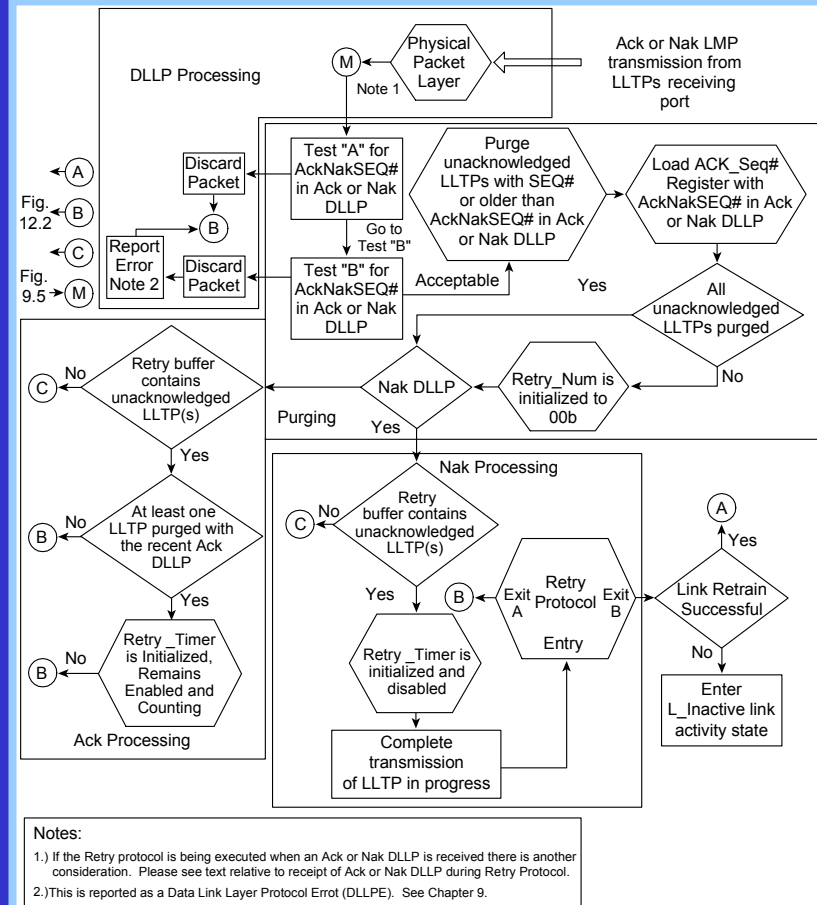 DLLP Processing
M
Note 1
Physical
Packet
Layer
Ack or Nak LMP
transmission from
LLTPs receiving
port
A
Fig.
12.2
B
C
Fig.
9.5
M
Discard
Packet
B
Report
Error
Note 2
Discard
Packet
Test "A" for
AckNakSEQ#
in Ack or Nak
DLLP
Go to
Test "B"
Test "B" for
AckNakSEQ#
in Ack or Nak
DLLP
Acceptable
Purge
unacknowledged
LLTPs with SEQ#
or older than
AckNakSEQ# in Ack
or Nak DLLP
Load ACK_Seq#
Register with
AckNakSEQ# in Ack
or Nak DLLP
Yes
All
unacknowledged
LLTPs purged
No
Retry_Num is
initialized to
00b
Nak DLLP
Yes
Purging
C
No
Retry buffer
contains
unacknowledged
LLTP(s)
Yes
B
No
At least one
LLTP purged with
the recent Ack
DLLP
Yes
B
No
Retry _Timer
is Initialized,
Remains
Enabled and
Counting
Ack Processing
Nak Processing
C
No
Retry
buffer contains
unacknowledged
LLTP(s)
Yes
Retry _Timer is
initialized and
disabled
Complete
transmission
of LLTP in progress
B
Exit
A
Retry
Protocol
Exit
B
Entry
A
Yes
Link Retrain
Successful
No
Enter
L_Inactive link
activity state
Notes:
1.) If the Retry protocol is being executed when an Ack or Nak DLLP is received there is another
consideration. Please see text relative to receipt of Ack or Nak DLLP during Retry Protocol.
2.)This is reported as a Data Link Layer Protocol Errot (DLLPE). See Chapter 9.